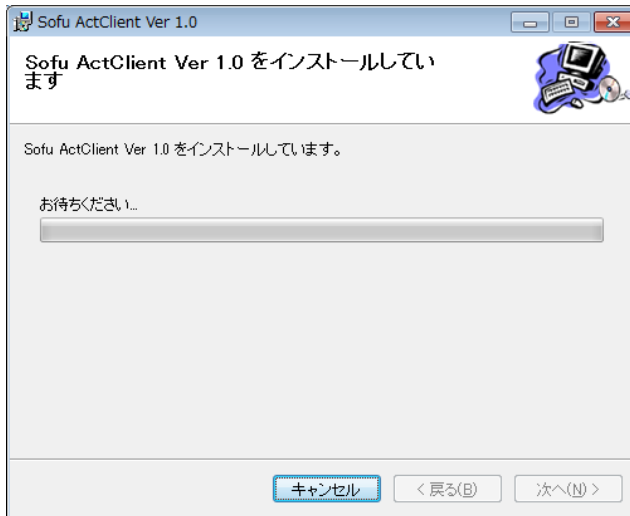 Sofu ActClient Ver 1.0
Sofu ActClient Ver 1.0 をインストールしてい
ます
Sofu ActClient Ver 1.0 をインストールしています。
お待ちください...
キャンセル
< 戻る(B)
次へ(N) >